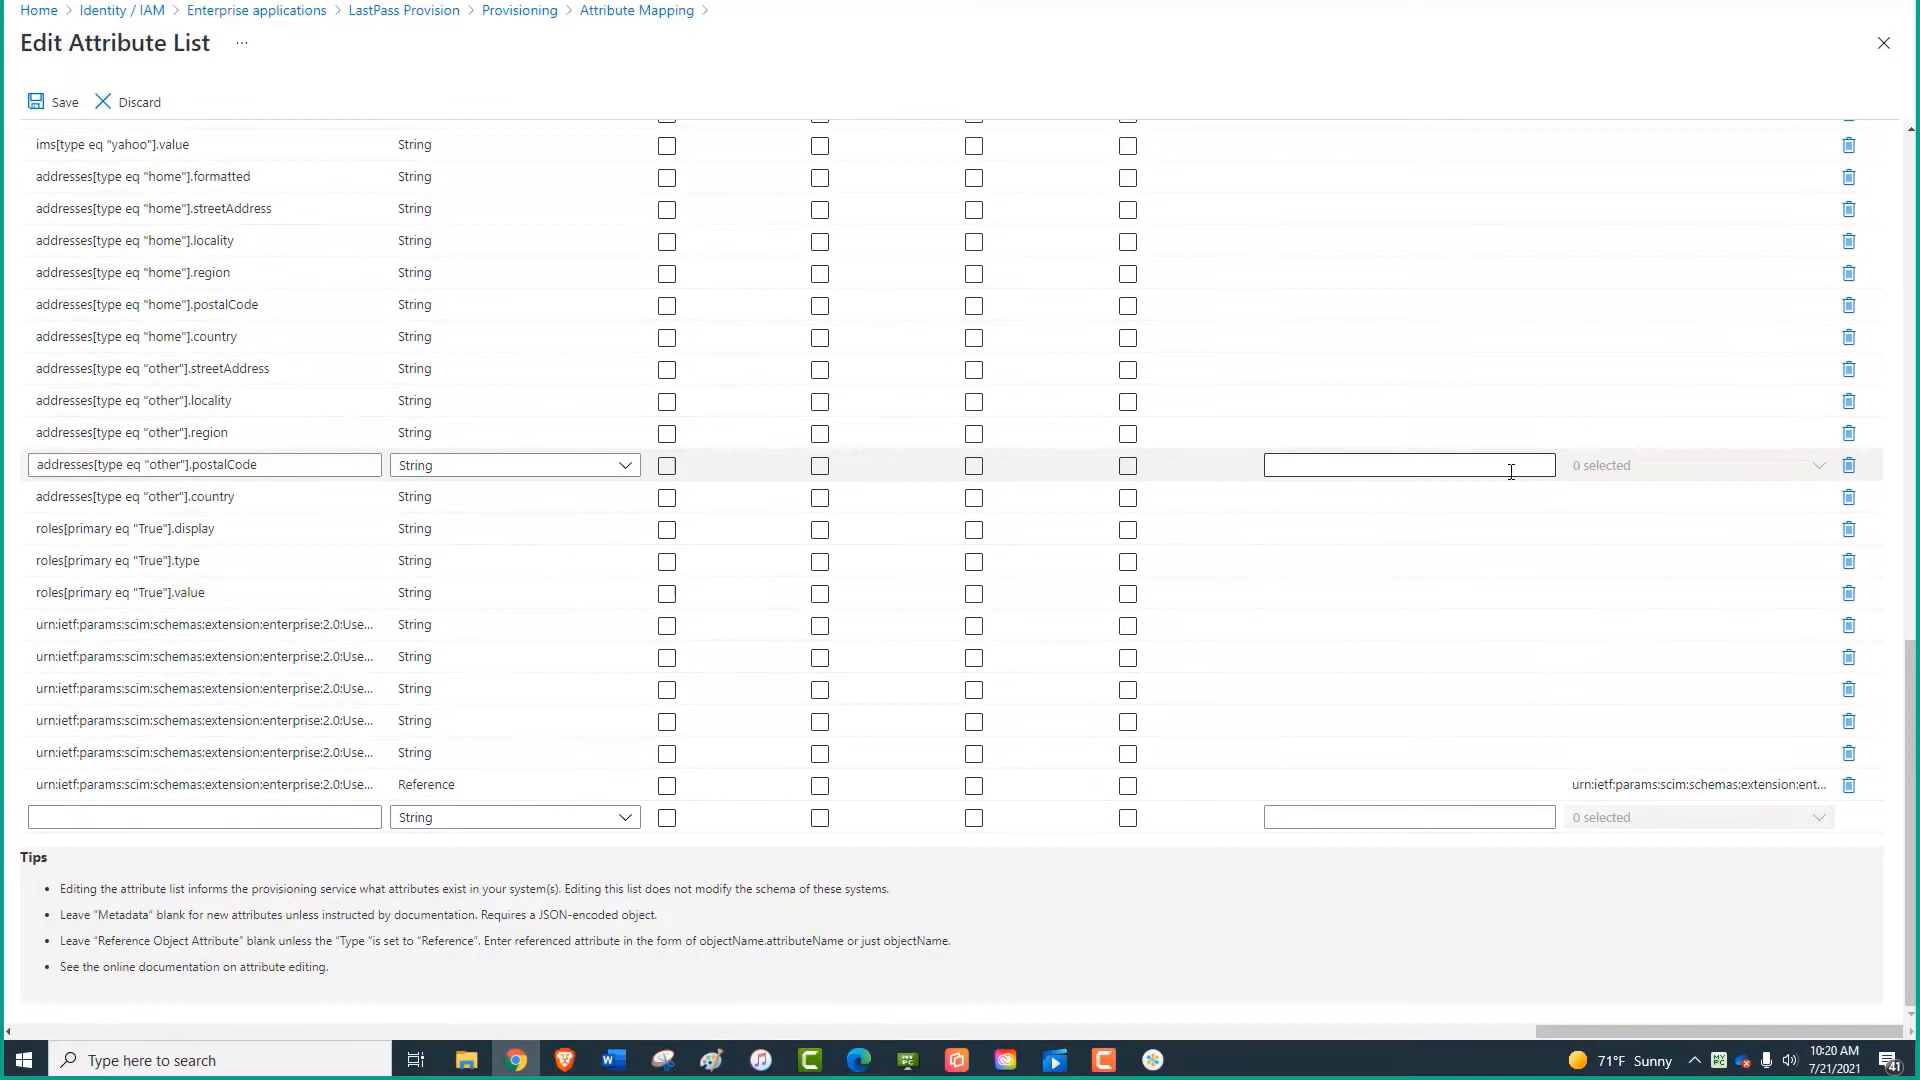 Home > Identity / IAM > Enterprise applications > LastPass Provision > Provisioning > Attribute Mapping >
Edit Attribute List ...
Save Discard
ims[type eq "yahoo"].value String
addresses[type eq "home"].formatted String
addresses[type eq "home"].streetAddress String
addresses[type eq "home"].locality String
addresses[type eq "home"].region String
addresses[type eq "home"].postalCode String
addresses[type eq "home"].country String
addresses[type eq "other"].streetAddress String
addresses[type eq "other"].locality String
addresses[type eq "other"].region String
addresses[type eq "other"].postalCode String 0 selected
addresses[type eq "other"].country String
roles[primary eq "True"].display String
roles[primary eq "True"].type String
roles[primary eq "True"].value String
urn:ietf:params:scim:schemas:extension:enterprise:2.0:Use... String
urn:ietf:params:scim:schemas:extension:enterprise:2.0:Use... String
urn:ietf:params:scim:schemas:extension:enterprise:2.0:Use... String
urn:ietf:params:scim:schemas:extension:enterprise:2.0:Use... String
urn:ietf:params:scim:schemas:extension:enterprise:2.0:Use... String
urn:ietf:params:scim:schemas:extension:enterprise:2.0:Use... Reference urn:ietf:params:scim:schemas:extension:ent...
String 0 selected
Tips
• Editing the attribute list informs the provisioning service what attributes exist in your system(s). Editing this list does not modify the schema of these systems.
• Leave "Metadata" blank for new attributes unless instructed by documentation. Requires a JSON-encoded object.
• Leave "Reference Object Attribute" blank unless the "Type "is set to "Reference". Enter referenced attribute in the form of objectName.attributeName or just objectName.
• See the online documentation on attribute editing.
Type here to search 71°F Sunny 10:20 AM
7/21/2021 41